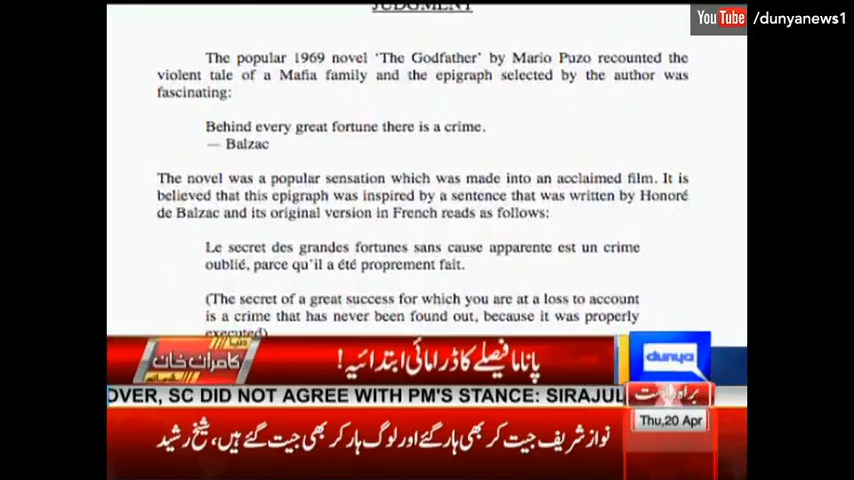 JUDGMENT
You Tube /dunyanews1
The popular 1969 novel 'The Godfather' by Mario Puzo recounted the
violent tale of a Mafia family and the epigraph selected by the author was
fascinating:
Behind every great fortune there is a crime.
— Balzac
The novel was a popular sensation which was made into an acclaimed film. It is
believed that this epigraph was inspired by a sentence that was written by Honoré
de Balzac and its original version in French reads as follows:
Le secret des grandes fortunes sans cause apparente est un crime
oublié, parce qu'il a été proprement fait.
(The secret of a great success for which you are at a loss to account
is a crime that has never been found out, because it was properly
executed)
دنیا
کامران خان
کے ساتھ
پاناما فیصلے کا ڈرامائی ابتدائیہ!
dunya
براہ راست
OVER, SC DID NOT AGREE WITH PM'S STANCE: SIRAJUL
Thu,20 Apr
نواز شریف جیت کر بھی ہار گئے اور لوگ ہار کر بھی جیت گئے ہیں، شیخ رشید